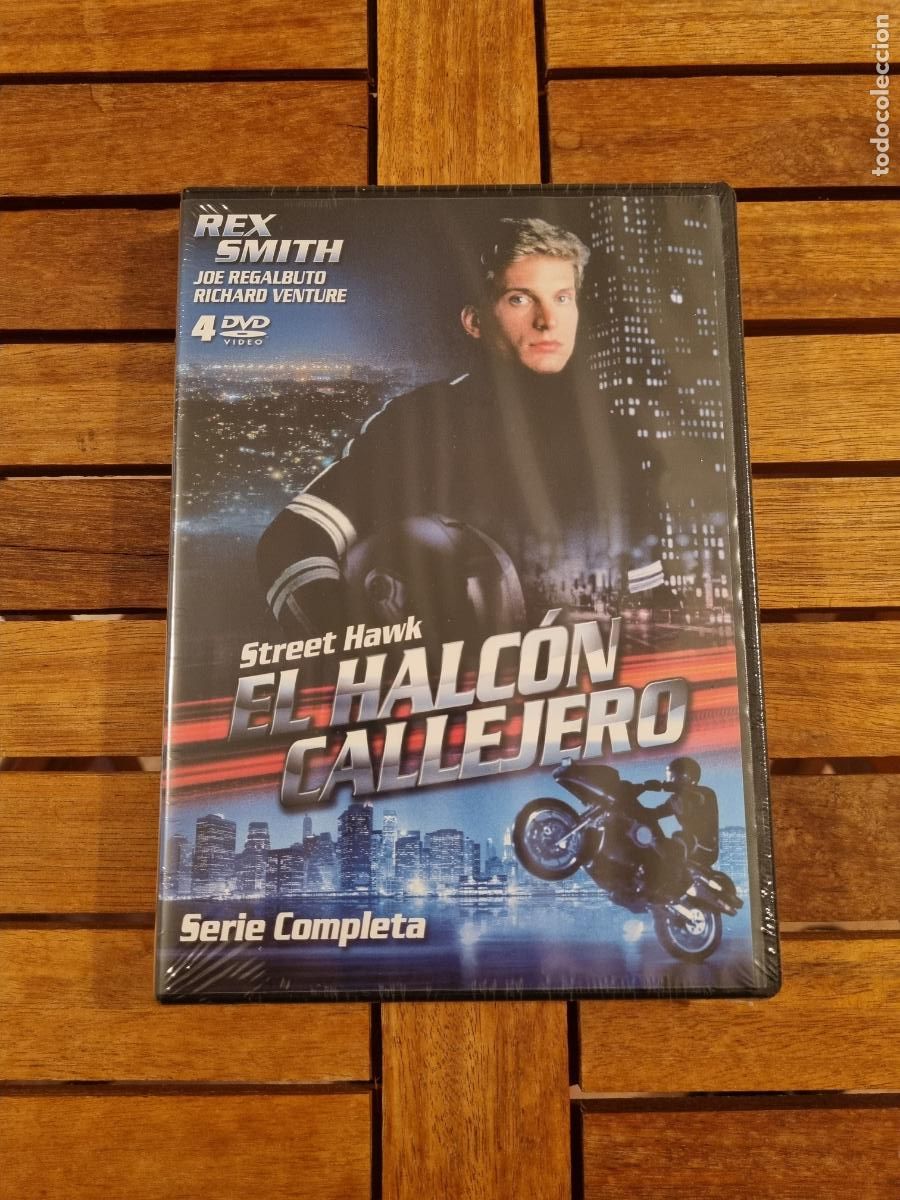 REX
SMITH
JOE REGALBUTO
RICHARD VENTURE
4 DVD
VIDEO
Street Hawk
EL HALCÓN
CALLEJERO
Serie Completa
todocoleccion